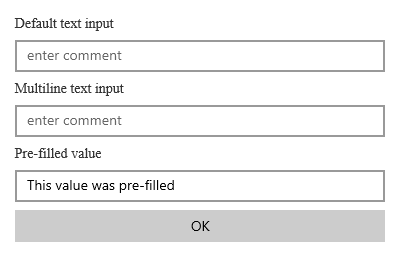 Default text input
enter comment
Multiline text input
enter comment
Pre-filled value
This value was pre-filled
OK